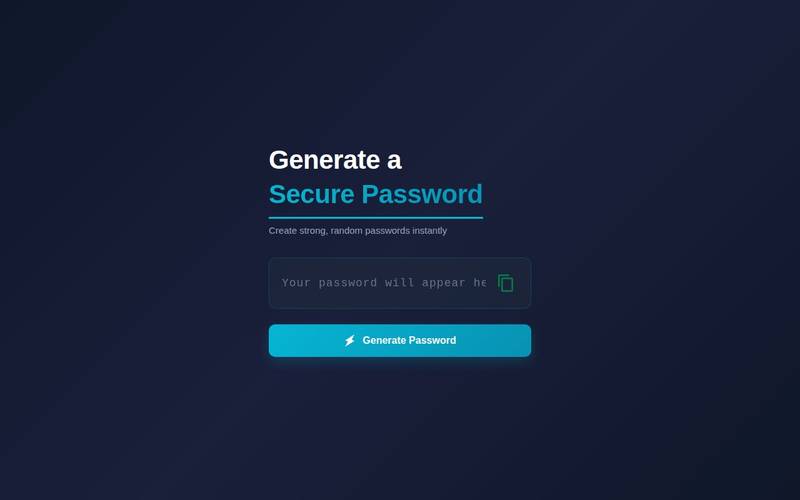 Generate a
Secure Password
Create strong, random passwords instantly
Your password will appear he
Generate Password